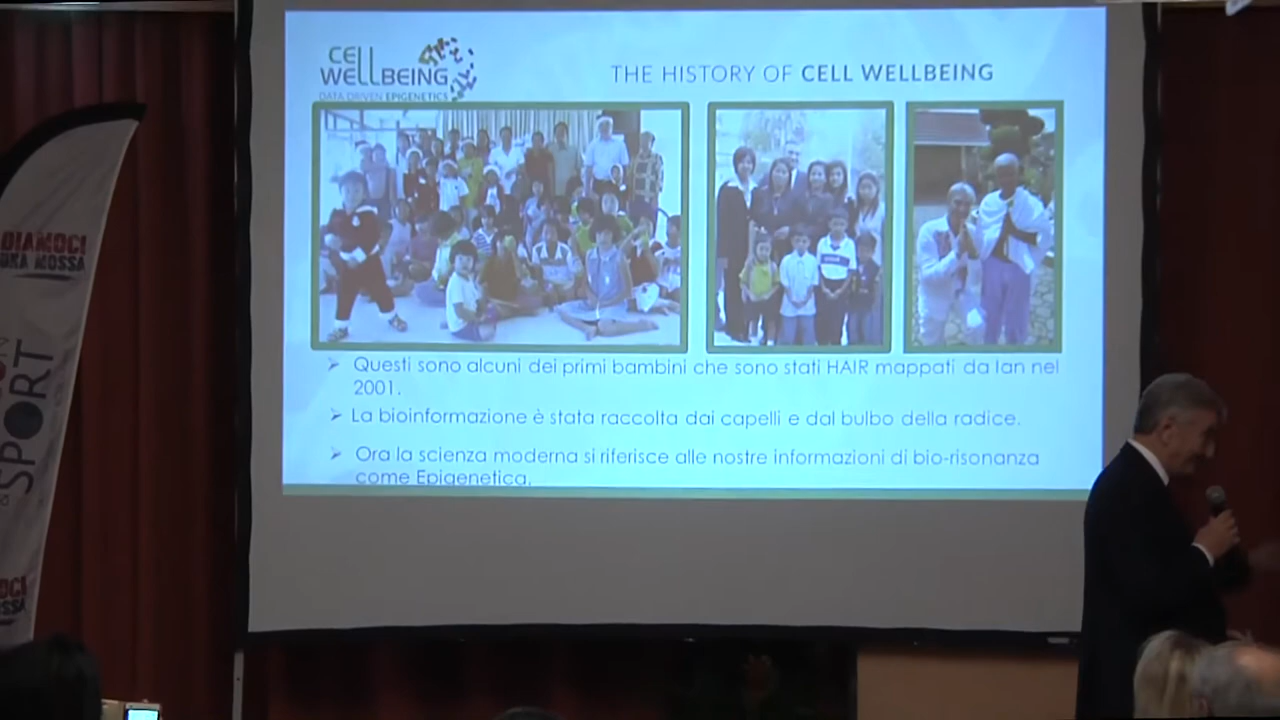 CELL
WELLBEING
DATA DRIVEN EPIGENETICS
THE HISTORY OF CELL WELLBEING
Questi sono alcuni dei primi bambini che sono stati HAIR mappati da Ian nel
2001.
La bioinformazione è stata raccolta dai capelli e dal bulbo della radice.
Ora la scienza moderna si riferisce alle nostre informazioni di bio-risonanza
come Epigenetica.
DIAMOCI
MOSSA
SPORT